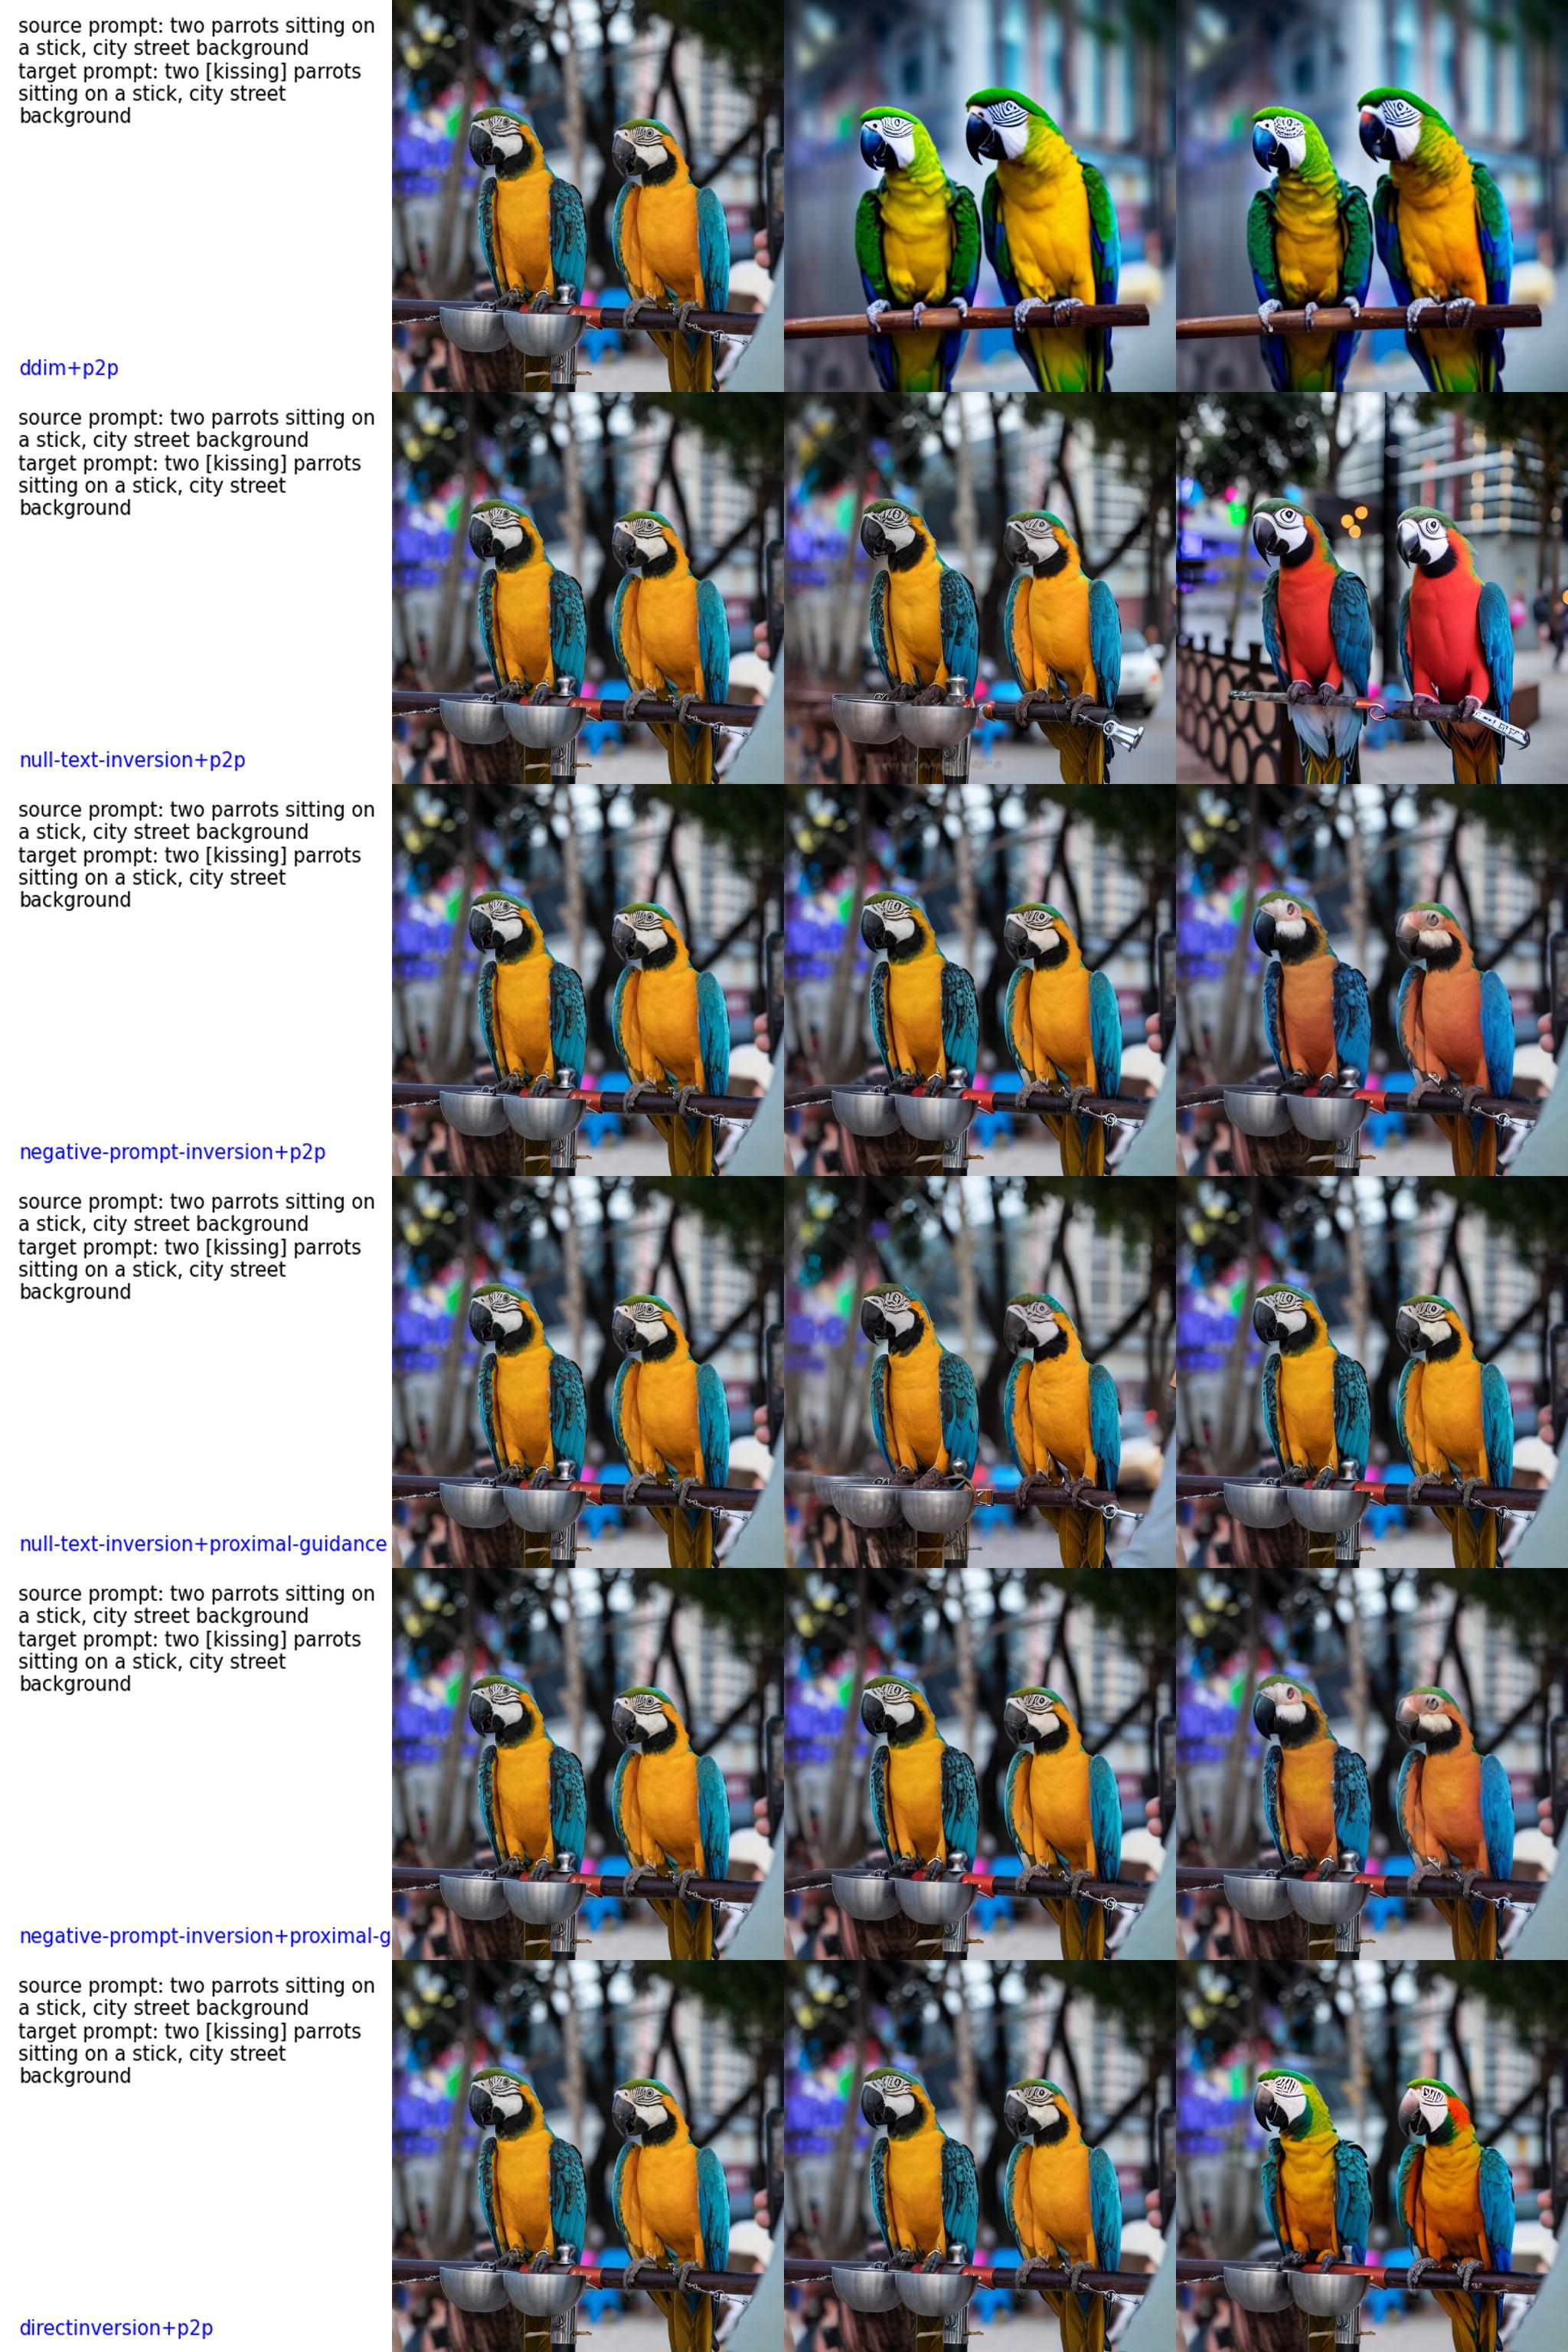 source prompt: two parrots sitting on
a stick, city street background
target prompt: two [kissing] parrots
sitting on a stick, city street
background
ddim+p2p
source prompt: two parrots sitting on
a stick, city street background
target prompt: two [kissing] parrots
sitting on a stick, city street
background
null-text-inversion+p2p
source prompt: two parrots sitting on
a stick, city street background
target prompt: two [kissing] parrots
sitting on a stick, city street
background
negative-prompt-inversion+p2p
source prompt: two parrots sitting on
a stick, city street background
target prompt: two [kissing] parrots
sitting on a stick, city street
background
null-text-inversion+proximal-guidance
source prompt: two parrots sitting on
a stick, city street background
target prompt: two [kissing] parrots
sitting on a stick, city street
background
negative-prompt-inversion+proximal-g
source prompt: two parrots sitting on
a stick, city street background
target prompt: two [kissing] parrots
sitting on a stick, city street
background
directinversion+p2p